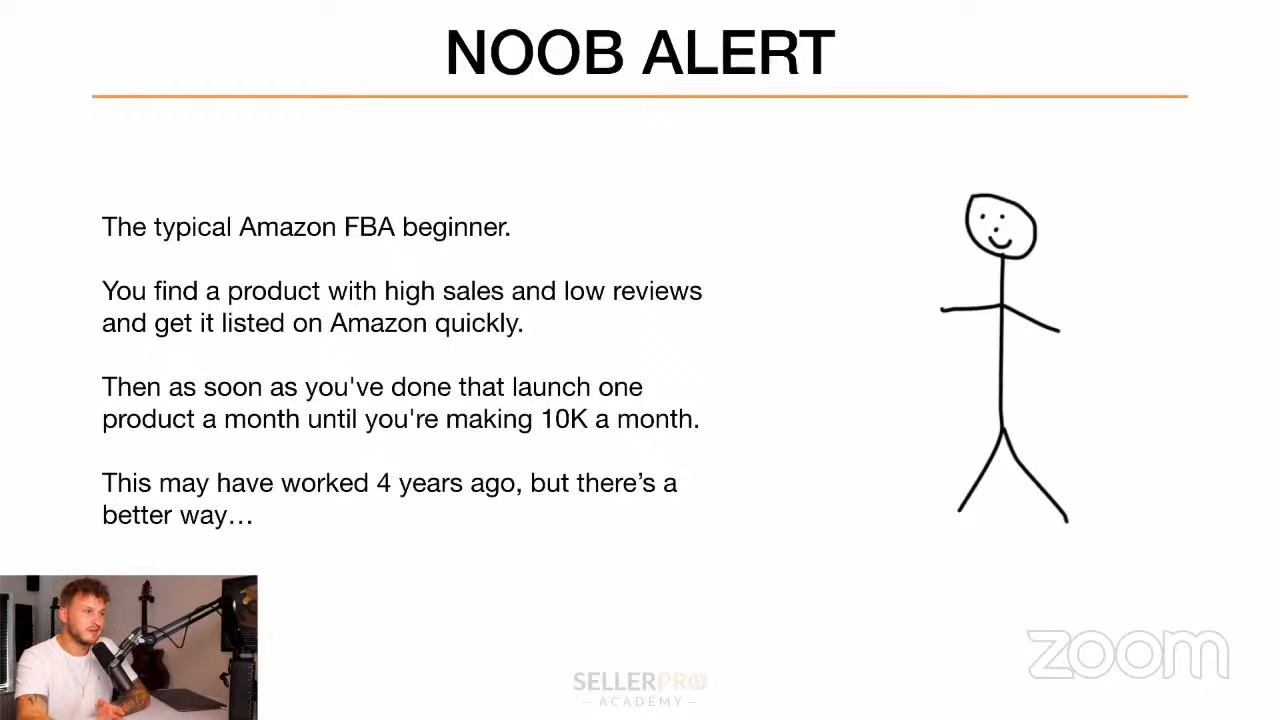 NOOB ALERT
The typical Amazon FBA beginner.
You find a product with high sales and low reviews
and get it listed on Amazon quickly.
Then as soon as you've done that launch one
product a month until you're making 10K a month.
This may have worked 4 years ago, but there’s a
better way…
zoom
SELLERPRO
ACADEMY